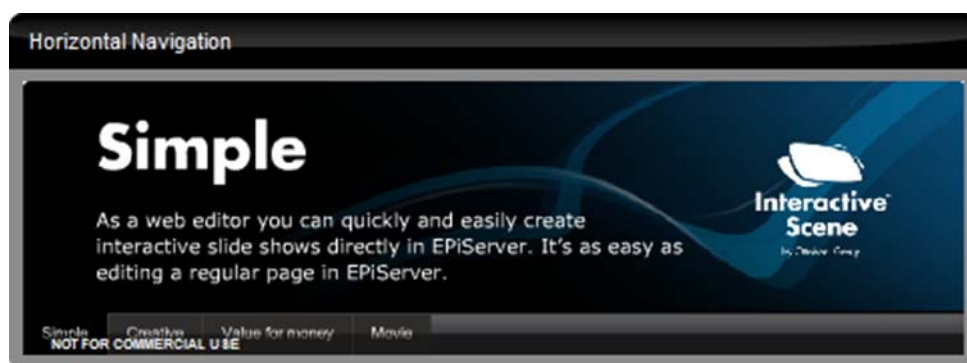 Horizontal Navigation
Simple
As a web editor you can quickly and easily create
interactive slide shows directly in EPiServer. It's as easy as
editing a regular page in EPiServer.
Interactive
Scene
Simple Creative Value for money Movie
NOT FOR COMMERCIAL USE